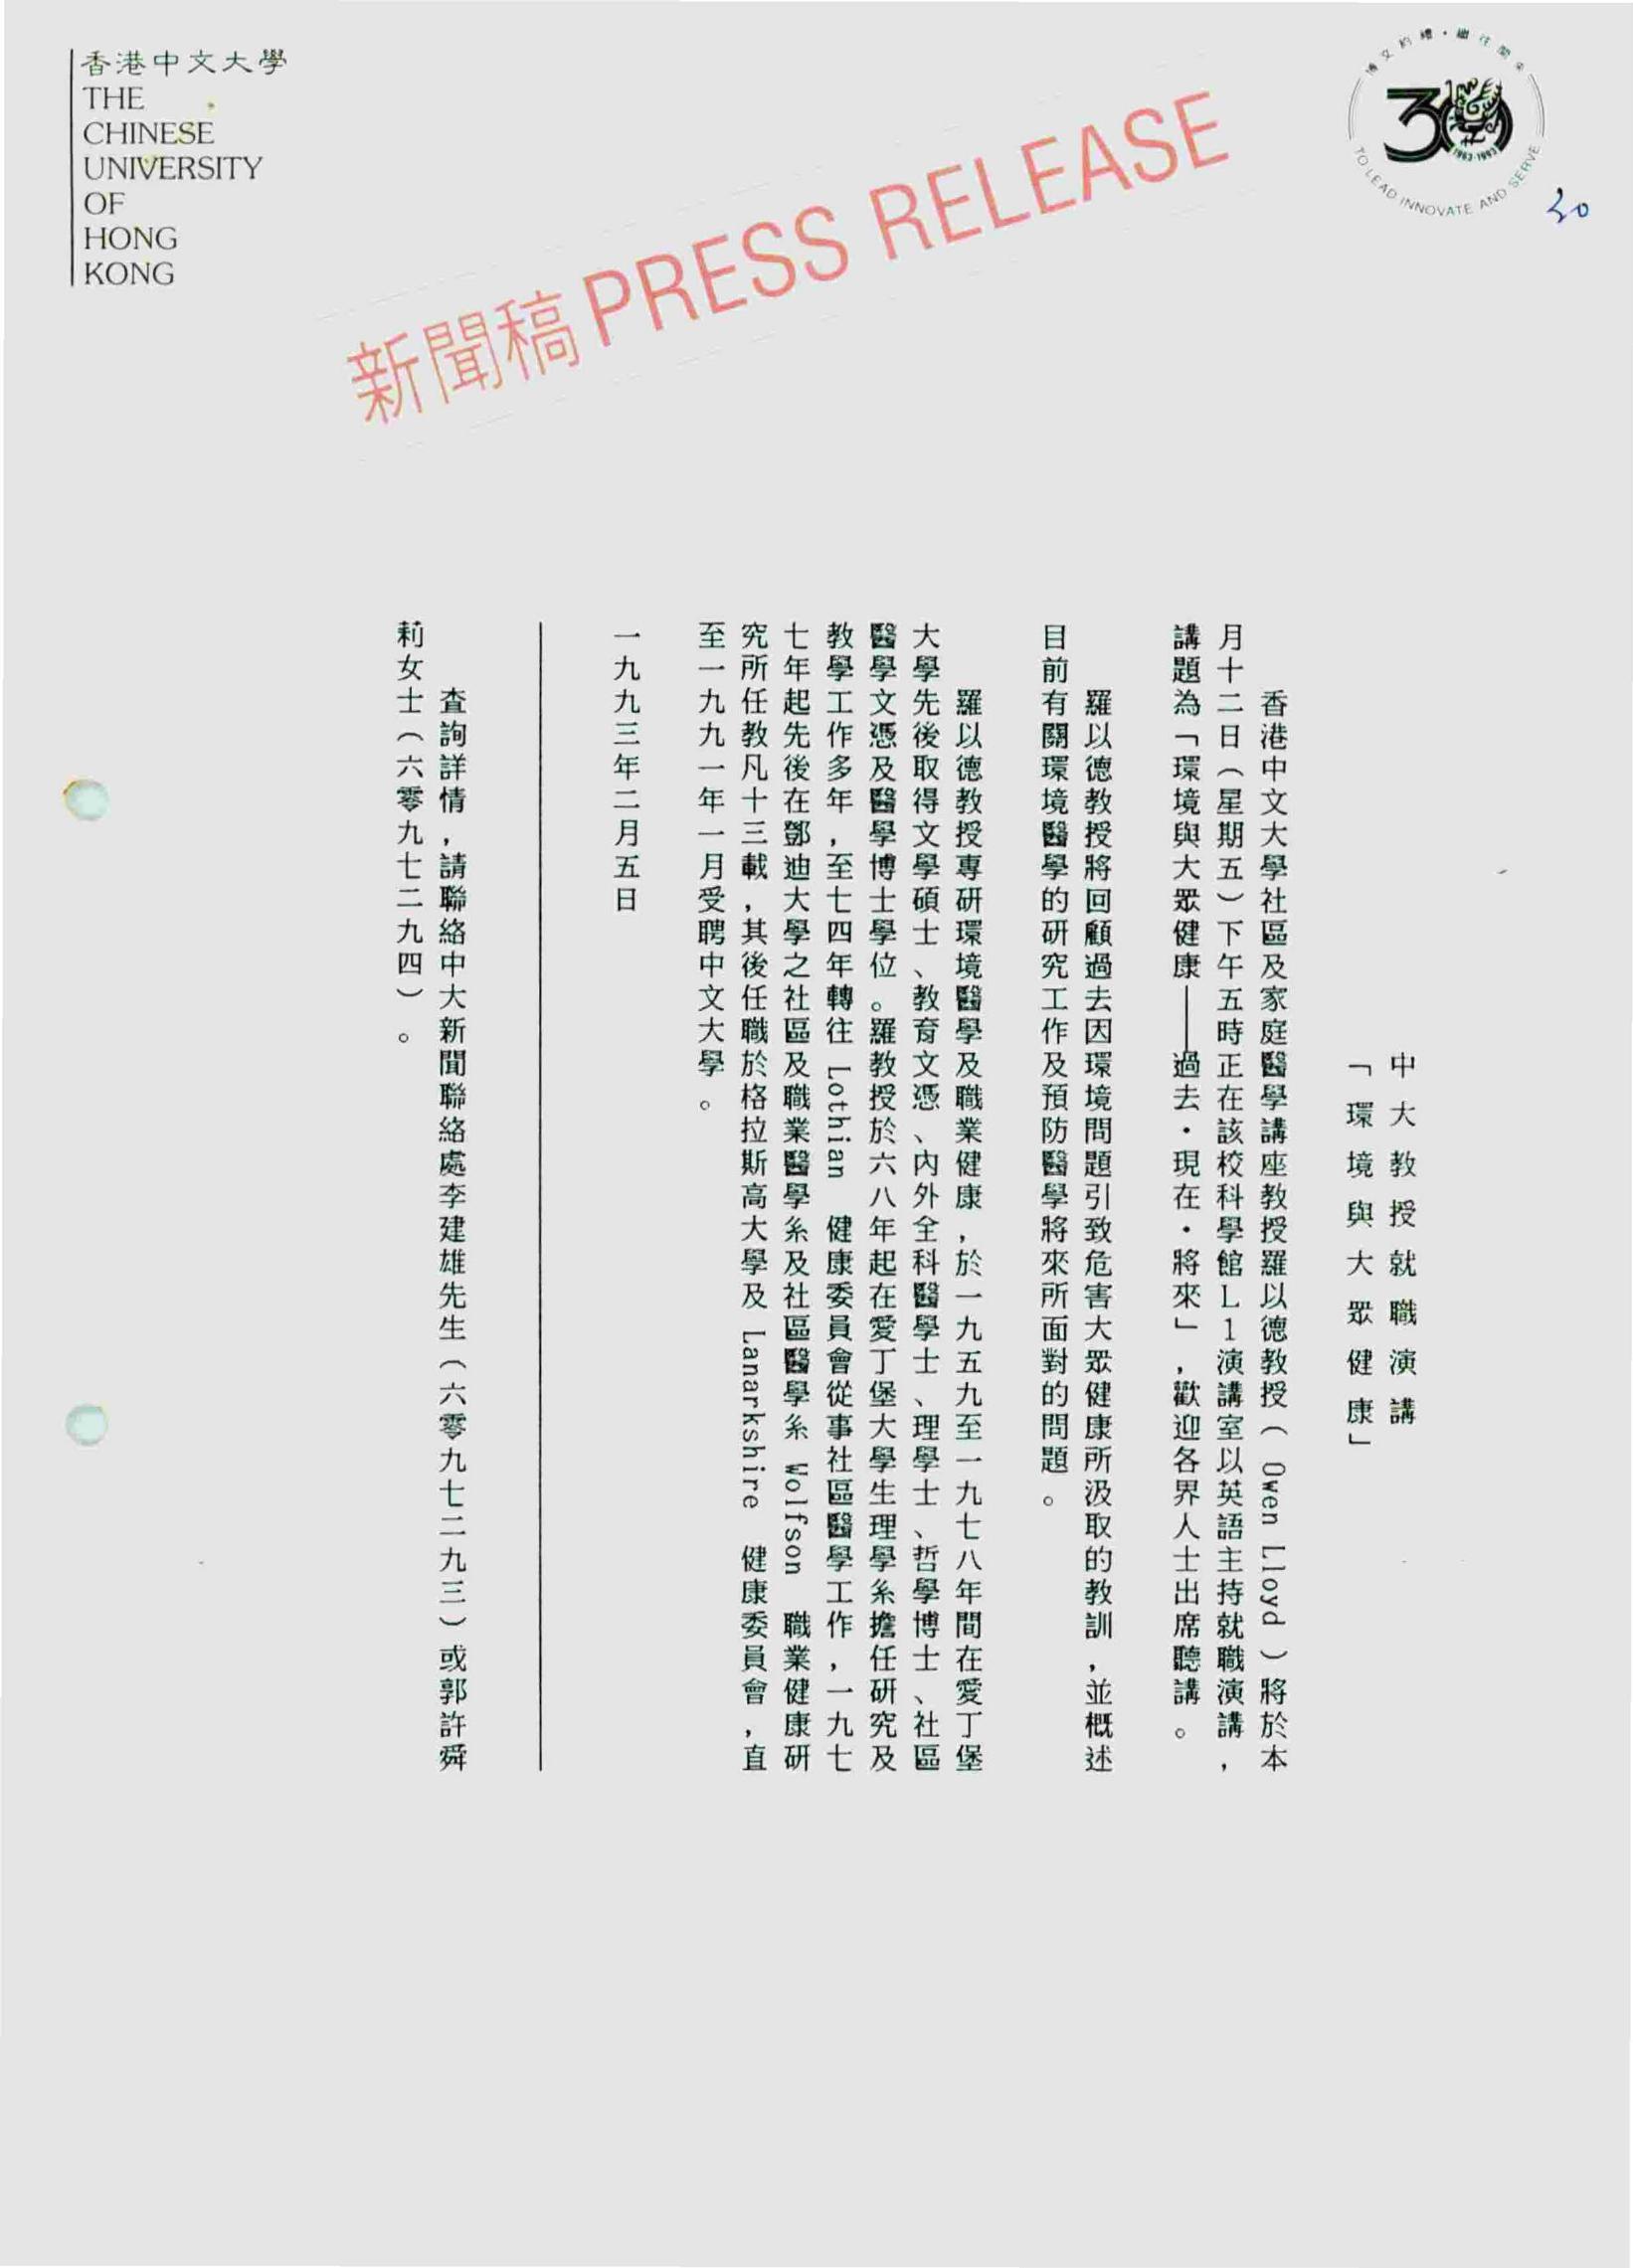 香港中文大學
THE
CHINESE
UNIVERSITY
OF
HONG
KONG
博文約禮・繼往開來
30
1963-1993
TO LEAD INNOVATE AND SERVE
30
新聞稿 PRESS RELEASE
中大教授就職演講
「環境與大眾健康」
香港中文大學社區及家庭醫學講座教授羅以德教授（Owen Lloyd）將於本
月十二日（星期五）下午五時正在該校科學館L1演講室以英語主持就職演講，
講題為「環境與大眾健康——過去・現在・將來」，歡迎各界人士出席聽講。
羅以德教授將回顧過去因環境問題引致危害大眾健康所汲取的教訓，並概述
目前有關環境醫學的研究工作及預防醫學將來所面對的問題。
羅以德教授專研環境醫學及職業健康，於一九五九至一九七八年間在愛丁堡
大學先後取得文學碩士、教育文憑、內外全科醫學士、理學士、哲學博士、社區
醫學文憑及醫學博士學位。羅教授於六八年起在愛丁堡大學生理學系擔任研究及
教學工作多年，至七四年轉往 Lothian 健康委員會從事社區醫學工作，一九七
七年起先後在鄧迪大學之社區及職業醫學系及社區醫學系 Wolfson 職業健康研
究所任教凡十三載，其後任職於格拉斯高大學及 Lanarkshire 健康委員會，直
至一九九一年一月受聘中文大學。
一九九三年二月五日
查詢詳情，請聯絡中大新聞聯絡處李建雄先生（六零九七二九三）或郭許舜
莉女士（六零九七二九四）。